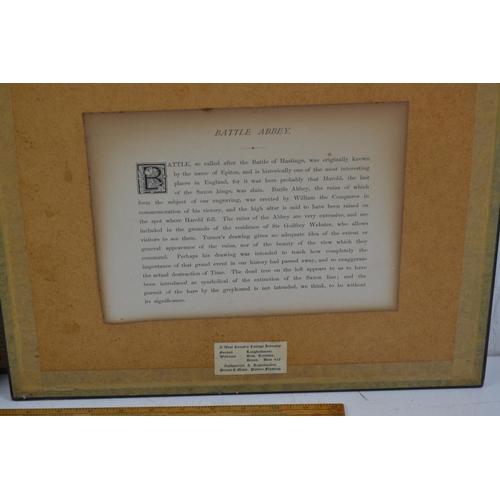 BATTLE ABBEY.
BATTLE, so called after the Battle of Hastings, was originally known
by the name of Epiton, and is historically one of the most interesting
places in England, for it was here probably that Harold, the last
of the Saxon kings, was slain. Battle Abbey, the ruins of which
form the subject of our engraving, was erected by William the Conqueror in
commemoration of his victory, and the high altar is said to have been raised on
the spot where Harold fell. The ruins of the Abbey are very extensive, and are
included in the grounds of the residence of Sir Godfrey Webster, who allows
visitors to see them. Turner's drawing gives no adequate idea of the extent or
general appearance of the ruins, nor of the beauty of the view which they
command. Perhaps his drawing was intended to teach how completely the
importance of that grand event in our history had passed away, and so exaggerate
the actual destruction of Time. The dead tree on the left appears to us to have
been introduced as symbolical of the extinction of the Saxon line; and the
pursuit of the hare by the greyhound is not intended, we think, to be without
its significance.
A West Country Cottage Industry